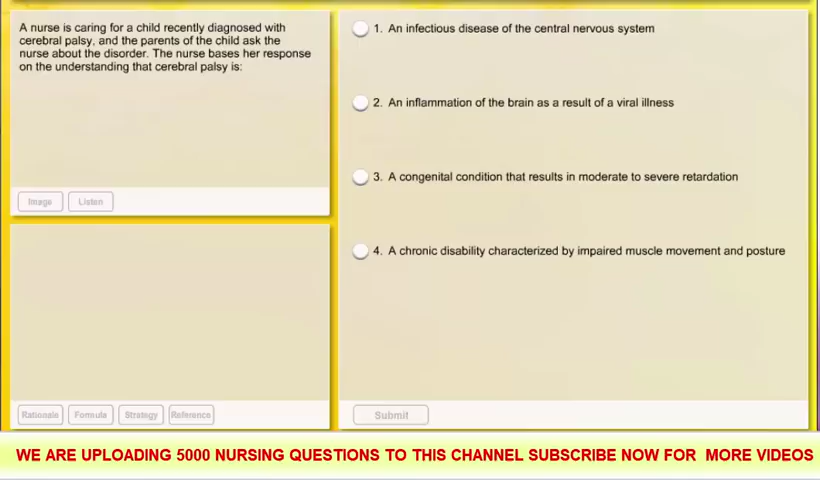 A nurse is caring for a child recently diagnosed with
cerebral palsy, and the parents of the child ask the
nurse about the disorder. The nurse bases her response
on the understanding that cerebral palsy is:
Image Listen
1. An infectious disease of the central nervous system
2. An inflammation of the brain as a result of a viral illness
3. A congenital condition that results in moderate to severe retardation
4. A chronic disability characterized by impaired muscle movement and posture
Rationale Formula Strategy Reference
Submit
WE ARE UPLOADING 5000 NURSING QUESTIONS TO THIS CHANNEL SUBSCRIBE NOW FOR MORE VIDEOS